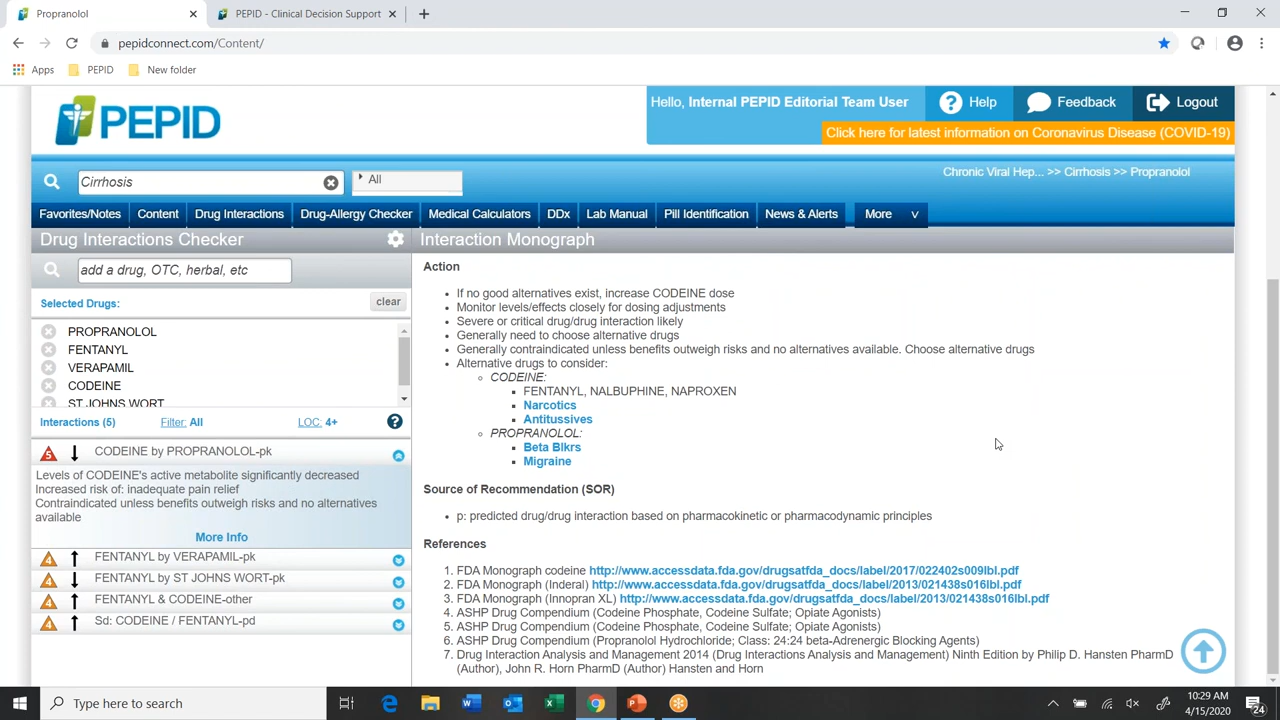 Propranolol
PEPID - Clinical Decision Support
pepidconnect.com/Content/
Apps PEPID New folder
PEPID
Hello, Internal PEPID Editorial Team User Help Feedback Logout
Click here for latest information on Coronavirus Disease (COVID-19)
Cirrhosis All
Chronic Viral Hep... >> Cirrhosis >> Propranolol
Favorites/Notes Content Drug Interactions Drug-Allergy Checker Medical Calculators DDx Lab Manual Pill Identification News & Alerts More v
Drug Interactions Checker
add a drug, OTC, herbal, etc
Selected Drugs: clear
PROPRANOLOL
FENTANYL
VERAPAMIL
CODEINE
ST JOHNS WORT
Interactions (5) Filter: All LOC: 4+ ?
5 CODEINE by PROPRANOLOL-pk
Levels of CODEINE's active metabolite significantly decreased
Increased risk of: inadequate pain relief
Contraindicated unless benefits outweigh risks and no alternatives
available
More Info
4 FENTANYL by VERAPAMIL-pk
4 FENTANYL by ST JOHNS WORT-pk
4 FENTANYL & CODEINE-other
4 Sd: CODEINE / FENTANYL-pd
Interaction Monograph
Action
If no good alternatives exist, increase CODEINE dose
Monitor levels/effects closely for dosing adjustments
Severe or critical drug/drug interaction likely
Generally need to choose alternative drugs
Generally contraindicated unless benefits outweigh risks and no alternatives available. Choose alternative drugs
Alternative drugs to consider:
CODEINE:
FENTANYL, NALBUPHINE, NAPROXEN
Narcotics
Antitussives
PROPRANOLOL:
Beta Blkrs
Migraine
Source of Recommendation (SOR)
p: predicted drug/drug interaction based on pharmacokinetic or pharmacodynamic principles
References
1. FDA Monograph codeine http://www.accessdata.fda.gov/drugsatfda_docs/label/2017/022402s009lbl.pdf
2. FDA Monograph (Inderal) http://www.accessdata.fda.gov/drugsatfda_docs/label/2013/021438s016lbl.pdf
3. FDA Monograph (Innopran XL) http://www.accessdata.fda.gov/drugsatfda_docs/label/2013/021438s016lbl.pdf
4. ASHP Drug Compendium (Codeine Phosphate, Codeine Sulfate; Opiate Agonists)
5. ASHP Drug Compendium (Codeine Phosphate, Codeine Sulfate; Opiate Agonists)
6. ASHP Drug Compendium (Propranolol Hydrochloride; Class: 24:24 beta-Adrenergic Blocking Agents)
7. Drug Interaction Analysis and Management 2014 (Drug Interactions Analysis and Management) Ninth Edition by Philip D. Hansten PharmD
(Author), John R. Horn PharmD (Author) Hansten and Horn
Type here to search
10:29 AM
4/15/2020
24